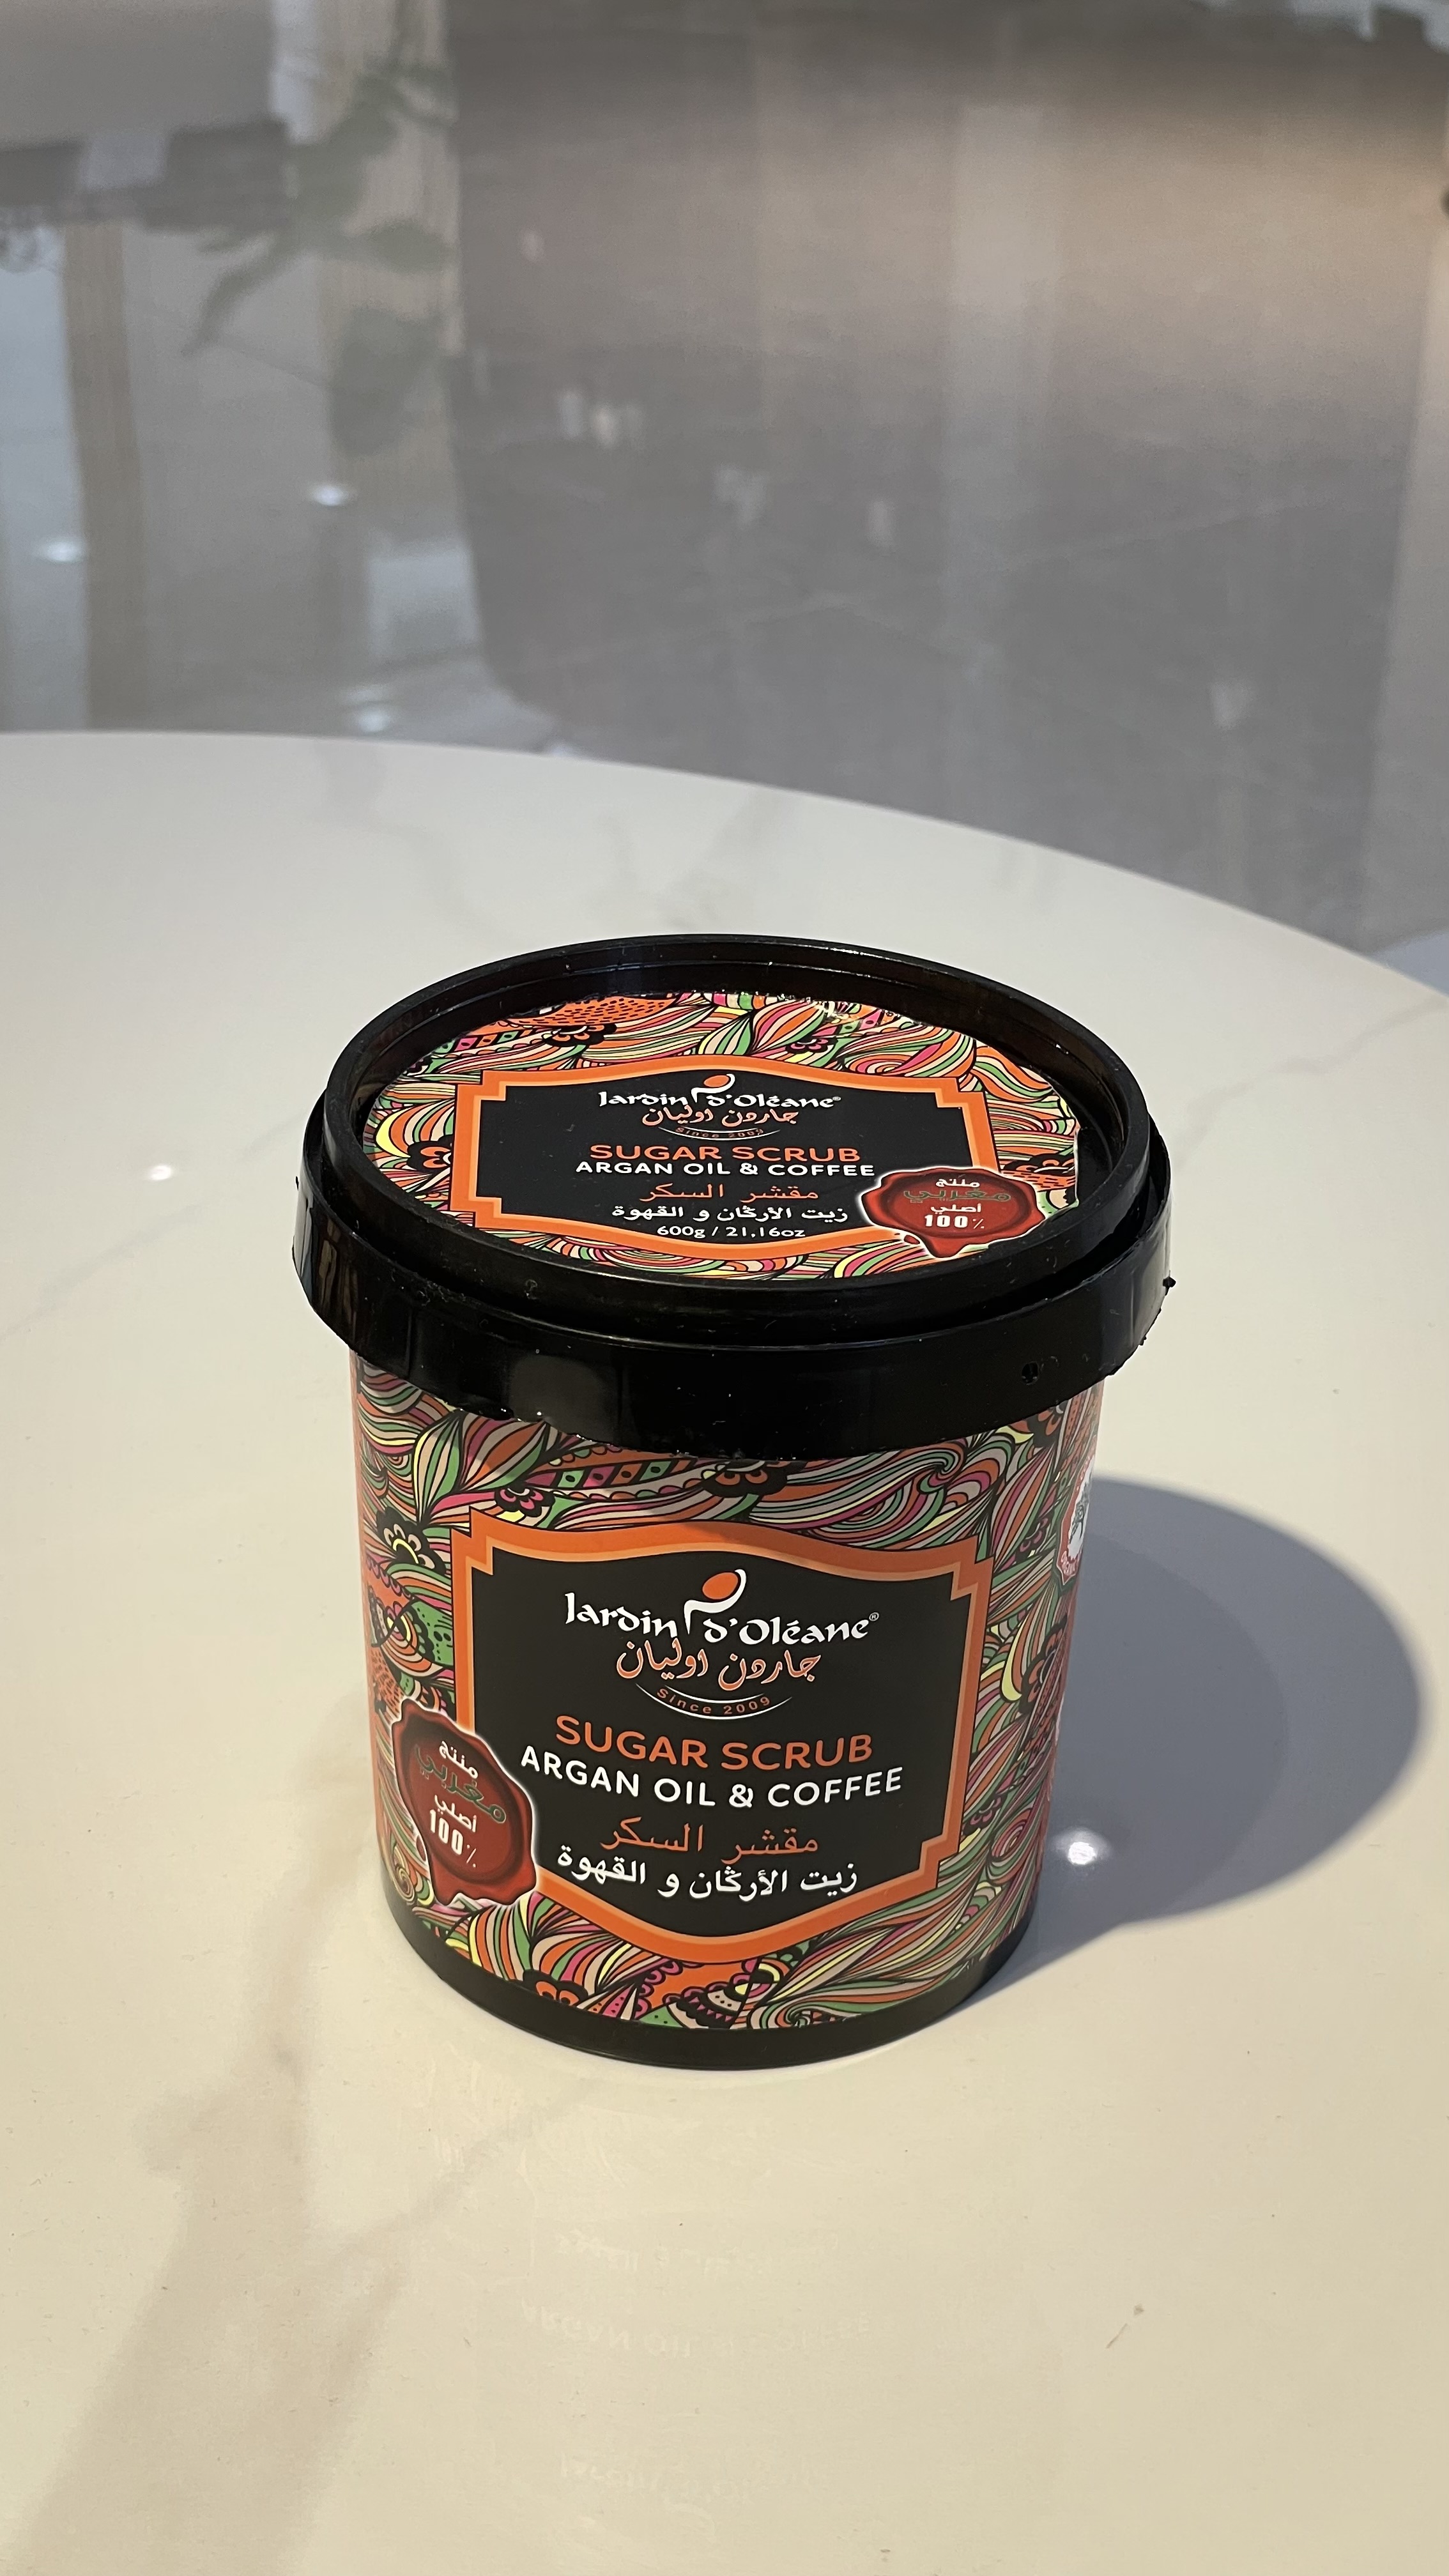 Jardin d'Oléane®
جاردن اوليان
Since 2009
SUGAR SCRUB
ARGAN OIL & COFFEE
مقشر السكر
زيت الأرڭان و القهوة
600g / 21.16oz
منتج
مغربي
أصلي
100%
Jardin d'Oléane®
جاردن اوليان
Since 2009
SUGAR SCRUB
ARGAN OIL & COFFEE
مقشر السكر
زيت الأرڭان و القهوة
منتج
مغربي
أصلي
100%